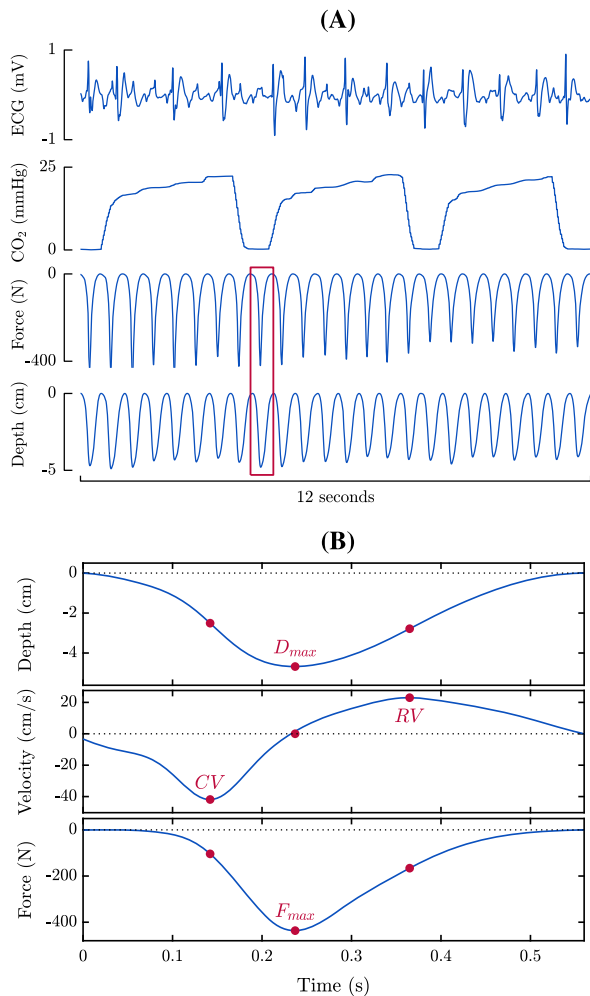 (A)
1
ECG (mV)
-1
25
CO₂ (mmHg)
0
0
Force (N)
-400
0
Depth (cm)
-5
12 seconds
(B)
0
-2
-4
Depth (cm)
D_max
20
0
-20
-40
Velocity (cm/s)
RV
CV
0
-200
-400
Force (N)
F_max
0 0.1 0.2 0.3 0.4 0.5
Time (s)